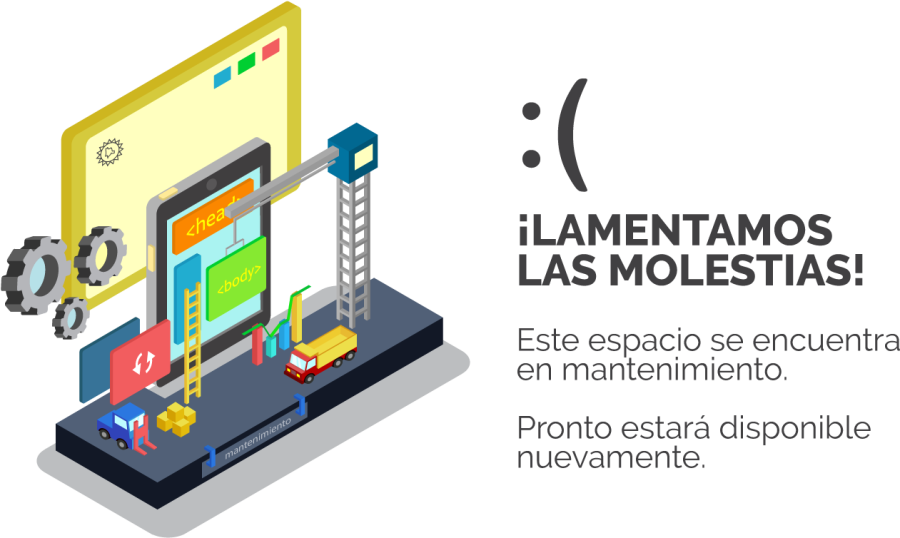 <head>
<body>
mantenimiento
:(
¡LAMENTAMOS
LAS MOLESTIAS!
Este espacio se encuentra
en mantenimiento.
Pronto estará disponible
nuevamente.